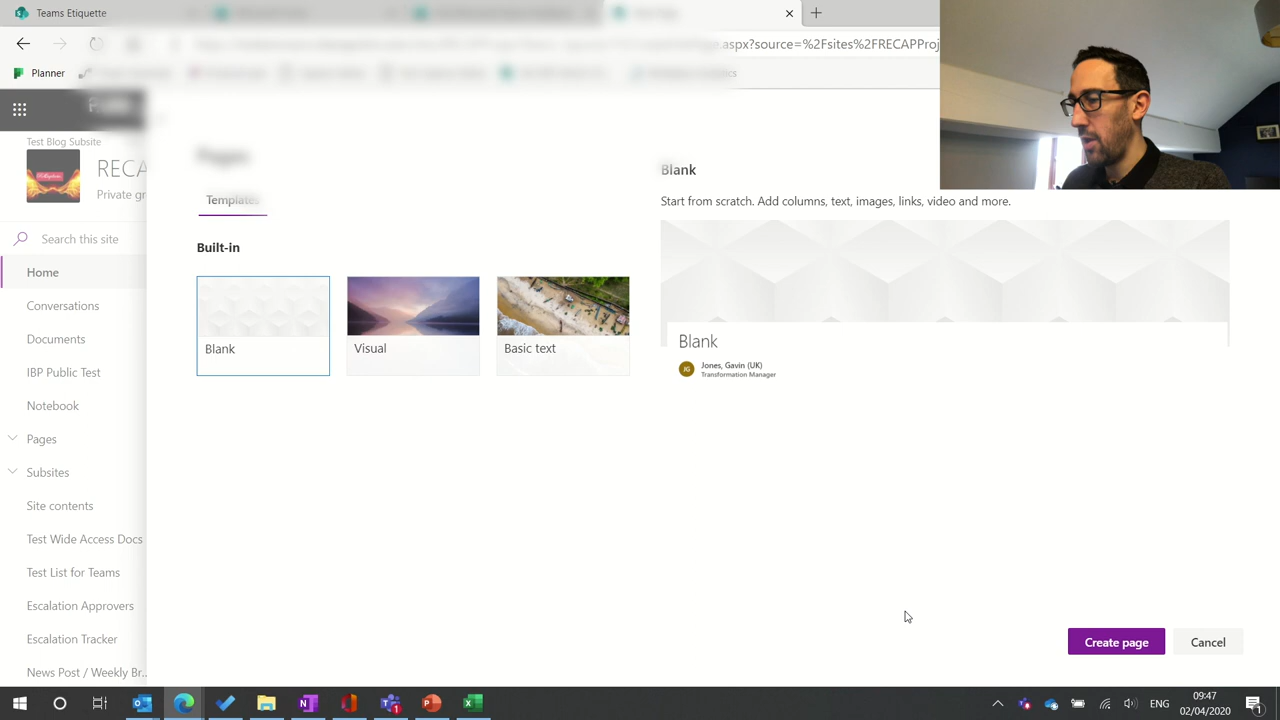 Teams Etiquette
.aspx?source=%2Fsites%2FRECAPProj
Planner
Test Blog Subsite
RECA
Private gr
Search this site
Home
Conversations
Documents
IBP Public Test
Notebook
Pages
Subsites
Site contents
Test Wide Access Docs
Test List for Teams
Escalation Approvers
Escalation Tracker
News Post / Weekly Br...
Pages
Templates
Built-in
Blank
Visual
Basic text
Blank
Start from scratch. Add columns, text, images, links, video and more.
Blank
JG
Jones, Gavin (UK)
Transformation Manager
Create page
Cancel
ENG
09:47
02/04/2020
1